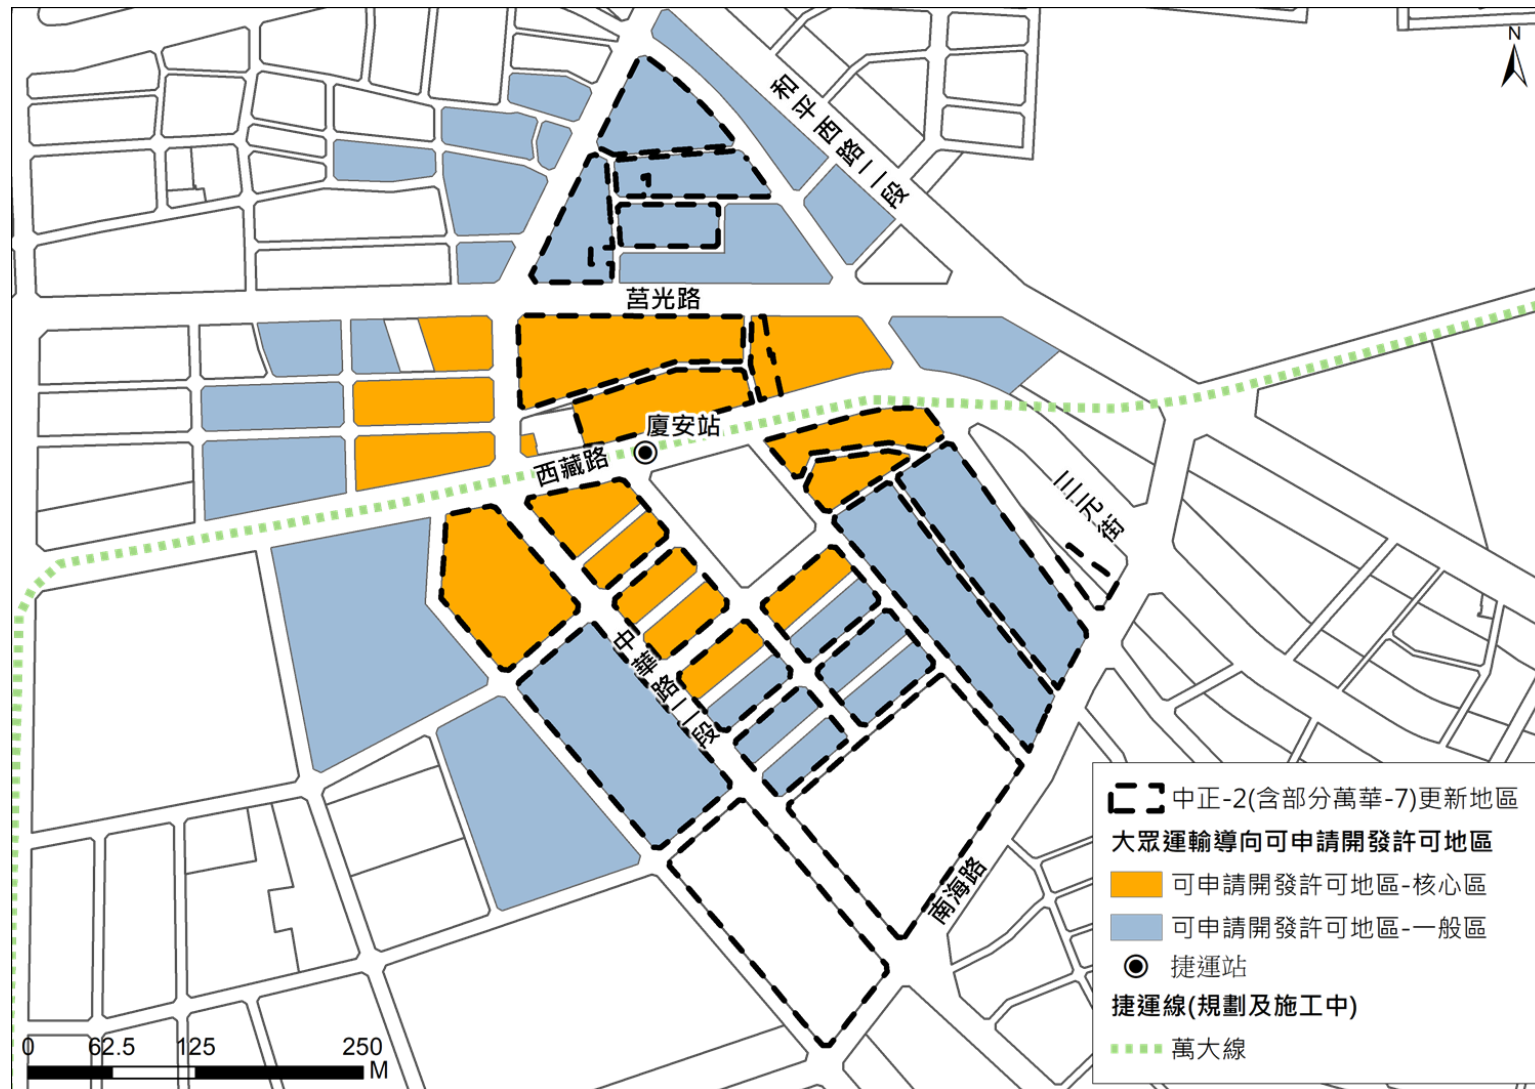 N
和平西路二段
莒光路
廈安站
西藏路
三元街
中華路二段
南海路
中正-2(含部分萬華-7)更新地區
大眾運輸導向可申請開發許可地區
可申請開發許可地區-核心區
可申請開發許可地區-一般區
捷運站
捷運線(規劃及施工中)
萬大線
0 62.5 125 250
M